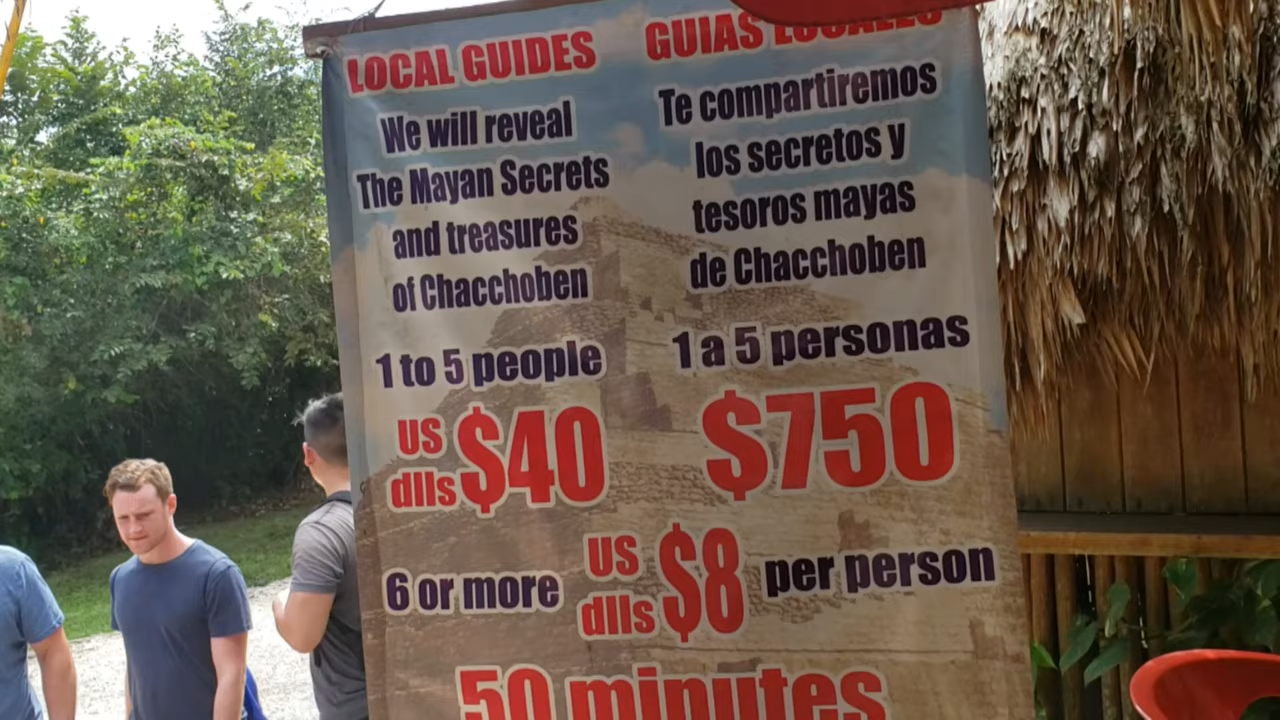 LOCAL GUIDES
We will reveal
The Mayan Secrets
and treasures
of Chacchoben
1 to 5 people
US dlls $40
GUIAS LOCALES
Te compartiremos
los secretos y
tesoros mayas
de Chacchoben
1 a 5 personas
$750
6 or more US dlls $8 per person
50 minutes